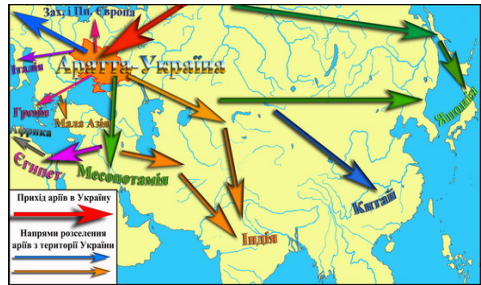 Зах. і Пн. Європа
Італія
Аратта-Україна
Греція
Мала Азія
Африка
Єгипет
Месопотамія
Індія
Китай
Японія
Прихід аріїв в Україну
Напрями розселення
аріїв з території України